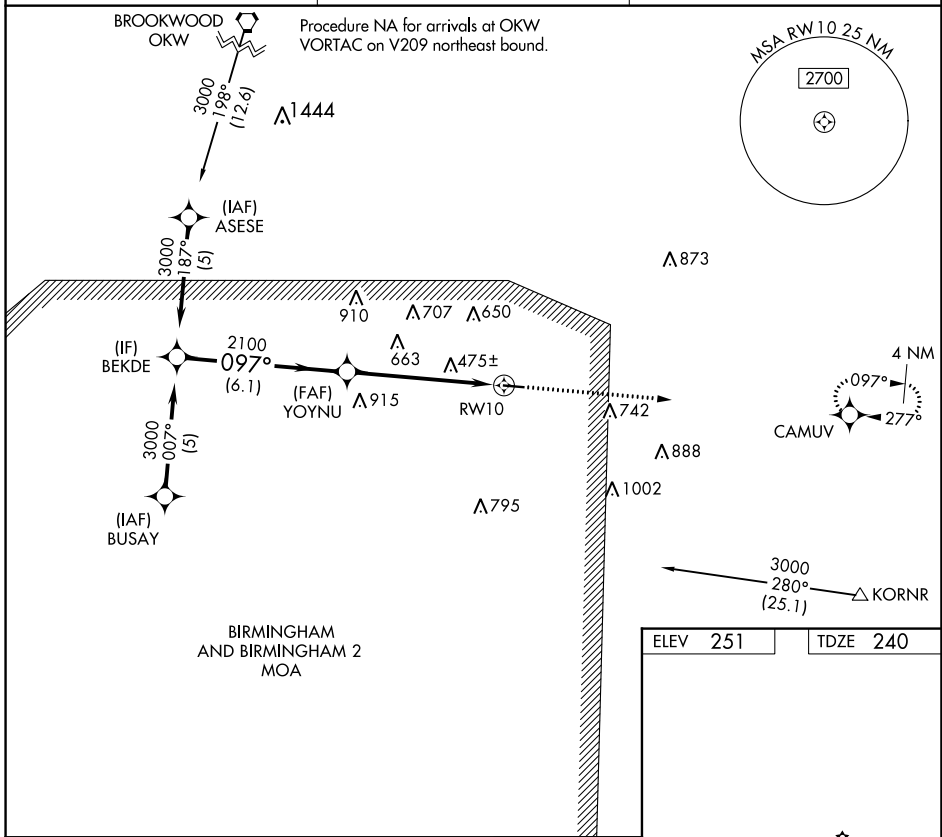 BROOKWOOD
OKW
Procedure NA for arrivals at OKW
VORTAC on V209 northeast bound.
MSA RW10 25 NM
2700
3000
198°
(12.6)
1444
(IAF)
ASESE
3000
187°
(5)
873
910
707
650
(IF)
BEKDE
2100
097°
(6.1)
663
475±
(FAF)
YOYNU
915
RW10
742
4 NM
097°
277°
CAMUV
3000
007°
(5)
888
1002
795
(IAF)
BUSAY
3000
280°
(25.1)
KORNR
BIRMINGHAM
AND BIRMINGHAM 2
MOA
ELEV 251
TDZE 240